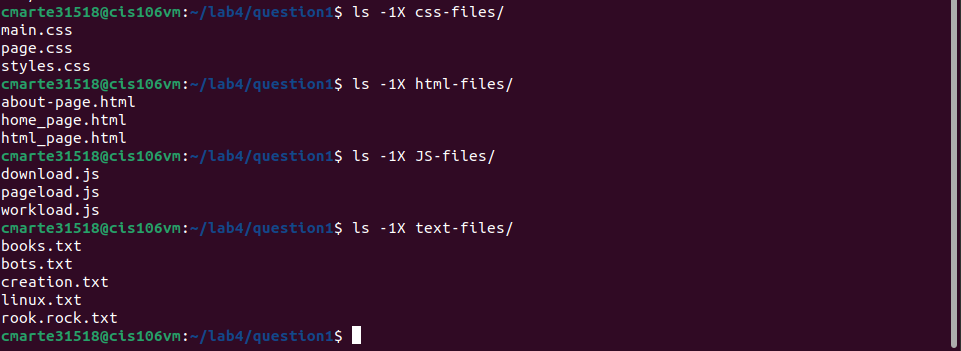 cmarte31518@cis106vm:~/lab4/question1$ ls -1X css-files/
main.css
page.css
styles.css
cmarte31518@cis106vm:~/lab4/question1$ ls -1X html-files/
about-page.html
home_page.html
html_page.html
cmarte31518@cis106vm:~/lab4/question1$ ls -1X JS-files/
download.js
pageload.js
workload.js
cmarte31518@cis106vm:~/lab4/question1$ ls -1X text-files/
books.txt
bots.txt
creation.txt
linux.txt
rook.rock.txt
cmarte31518@cis106vm:~/lab4/question1$